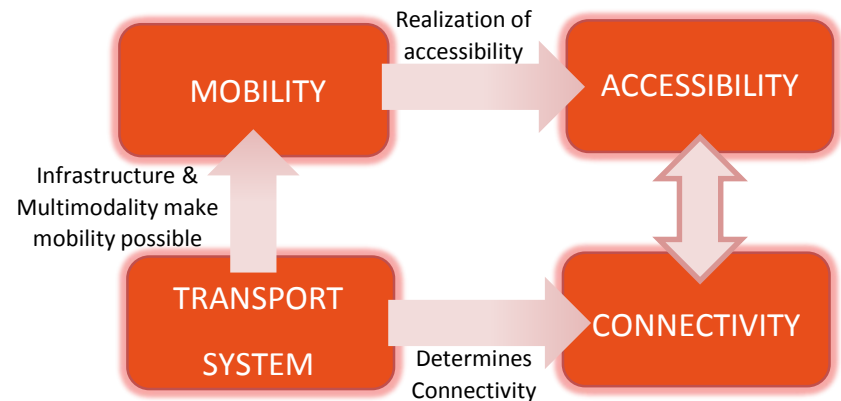 Realization of
accessibility
MOBILITY
ACCESSIBILITY
Infrastructure &
Multimodality make
mobility possible
TRANSPORT
SYSTEM
CONNECTIVITY
Determines
Connectivity